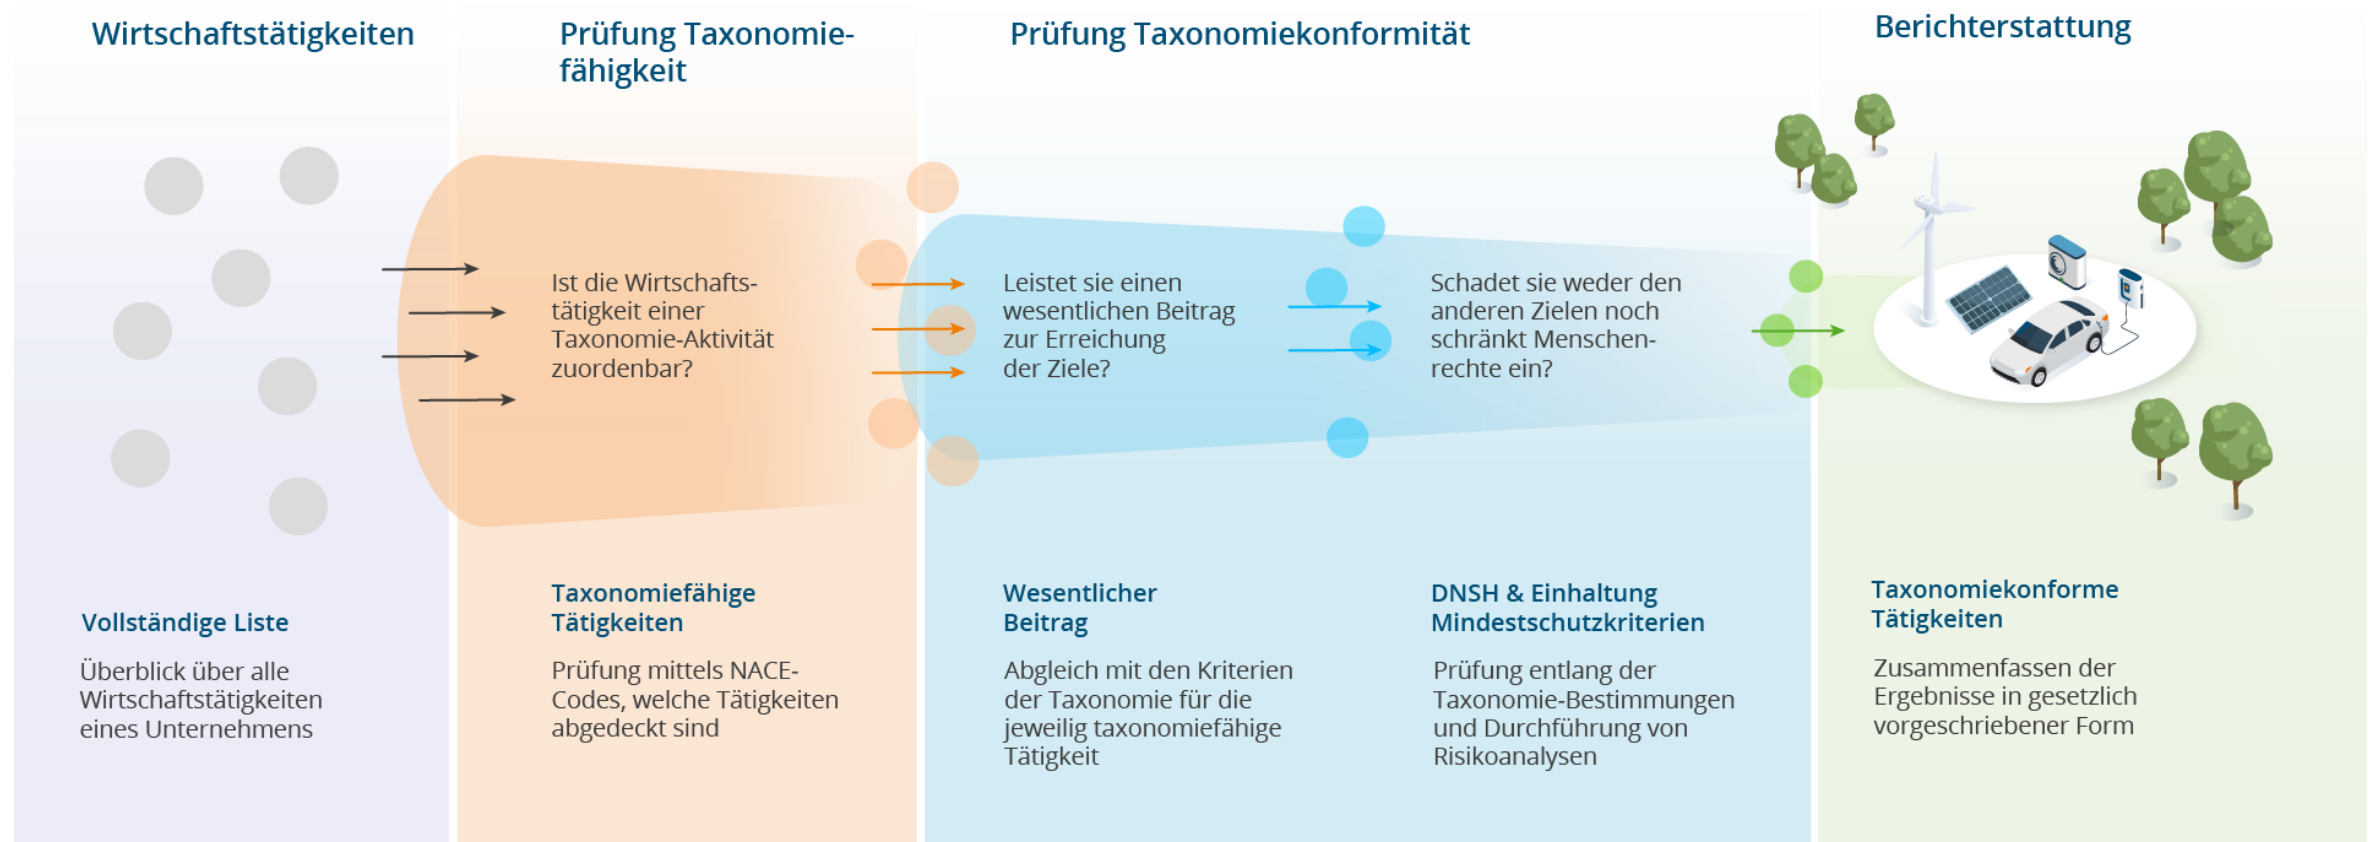 Wirtschaftstätigkeiten
Prüfung Taxonomie-
fähigkeit
Prüfung Taxonomiekonformität
Berichterstattung
Ist die Wirtschafts-
tätigkeit einer
Taxonomie-Aktivität
zuordenbar?
Leistet sie einen
wesentlichen Beitrag
zur Erreichung
der Ziele?
Schadet sie weder den
anderen Zielen noch
schränkt Menschen-
rechte ein?
Vollständige Liste
Überblick über alle
Wirtschaftstätigkeiten
eines Unternehmens
Taxonomiefähige
Tätigkeiten
Prüfung mittels NACE-
Codes, welche Tätigkeiten
abgedeckt sind
Wesentlicher
Beitrag
Abgleich mit den Kriterien
der Taxonomie für die
jeweilig taxonomiefähige
Tätigkeit
DNSH & Einhaltung
Mindestschutzkriterien
Prüfung entlang der
Taxonomie-Bestimmungen
und Durchführung von
Risikoanalysen
Taxonomiekonforme
Tätigkeiten
Zusammenfassen der
Ergebnisse in gesetzlich
vorgeschriebener Form